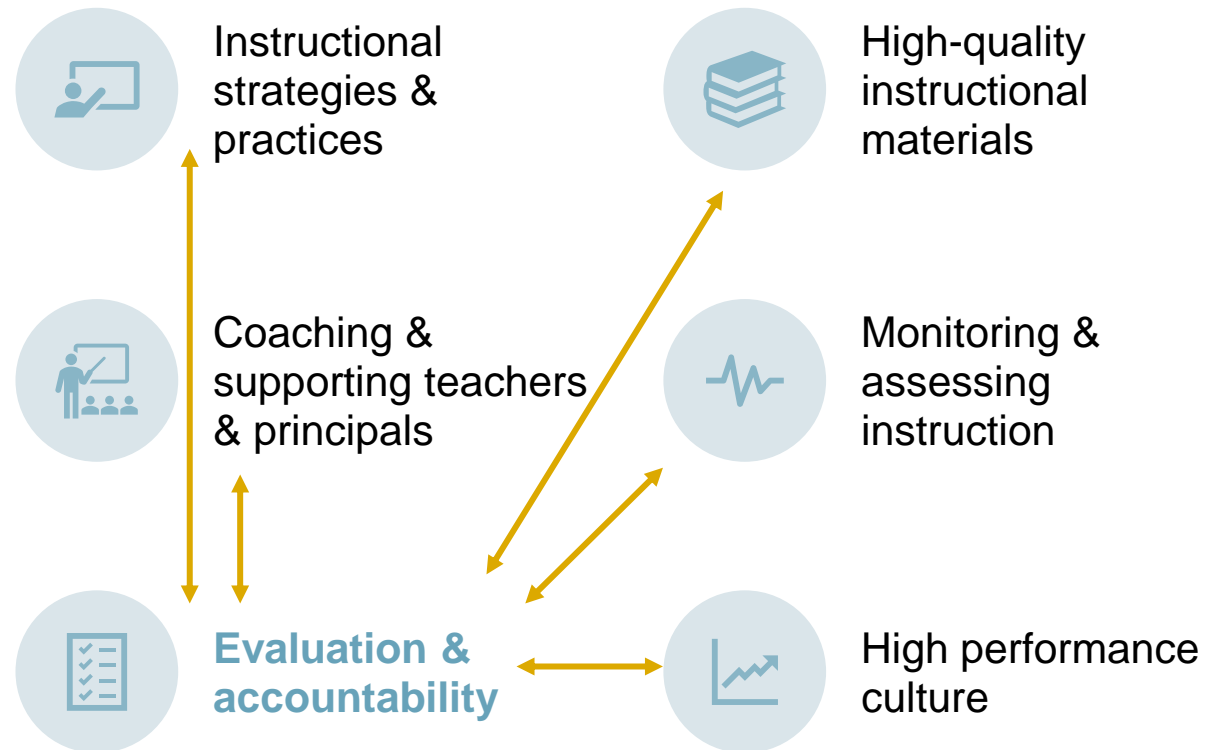 Instructional
strategies &
practices
High-quality
instructional
materials
Coaching &
supporting teachers
& principals
Monitoring &
assessing
instruction
Evaluation &
accountability
High performance
culture